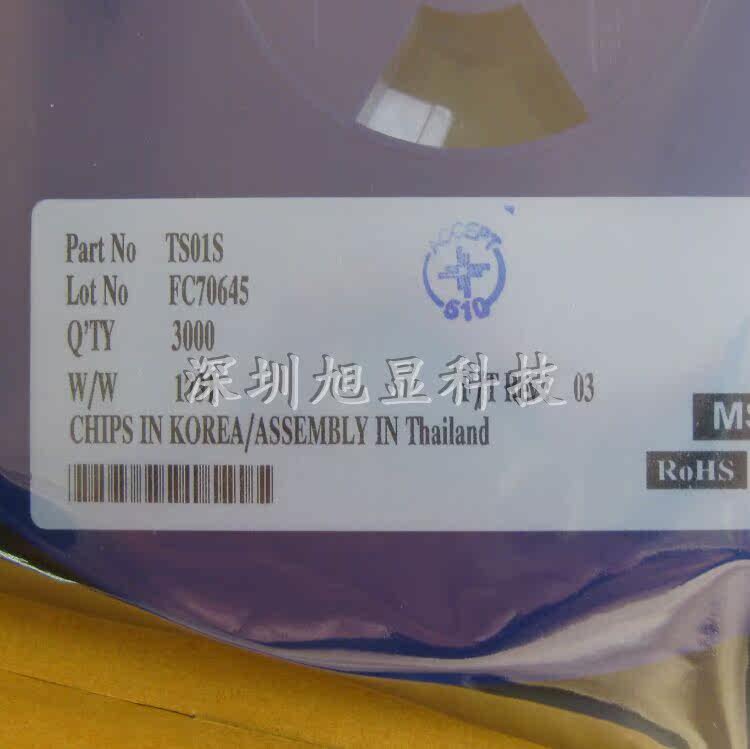 Part No TS01S
Lot No FC70645
Q'TY 3000
W/W
03
CHIPS IN KOREA/ASSEMBLY IN Thailand
ACCEPT
610
深圳旭显科技
RoHS